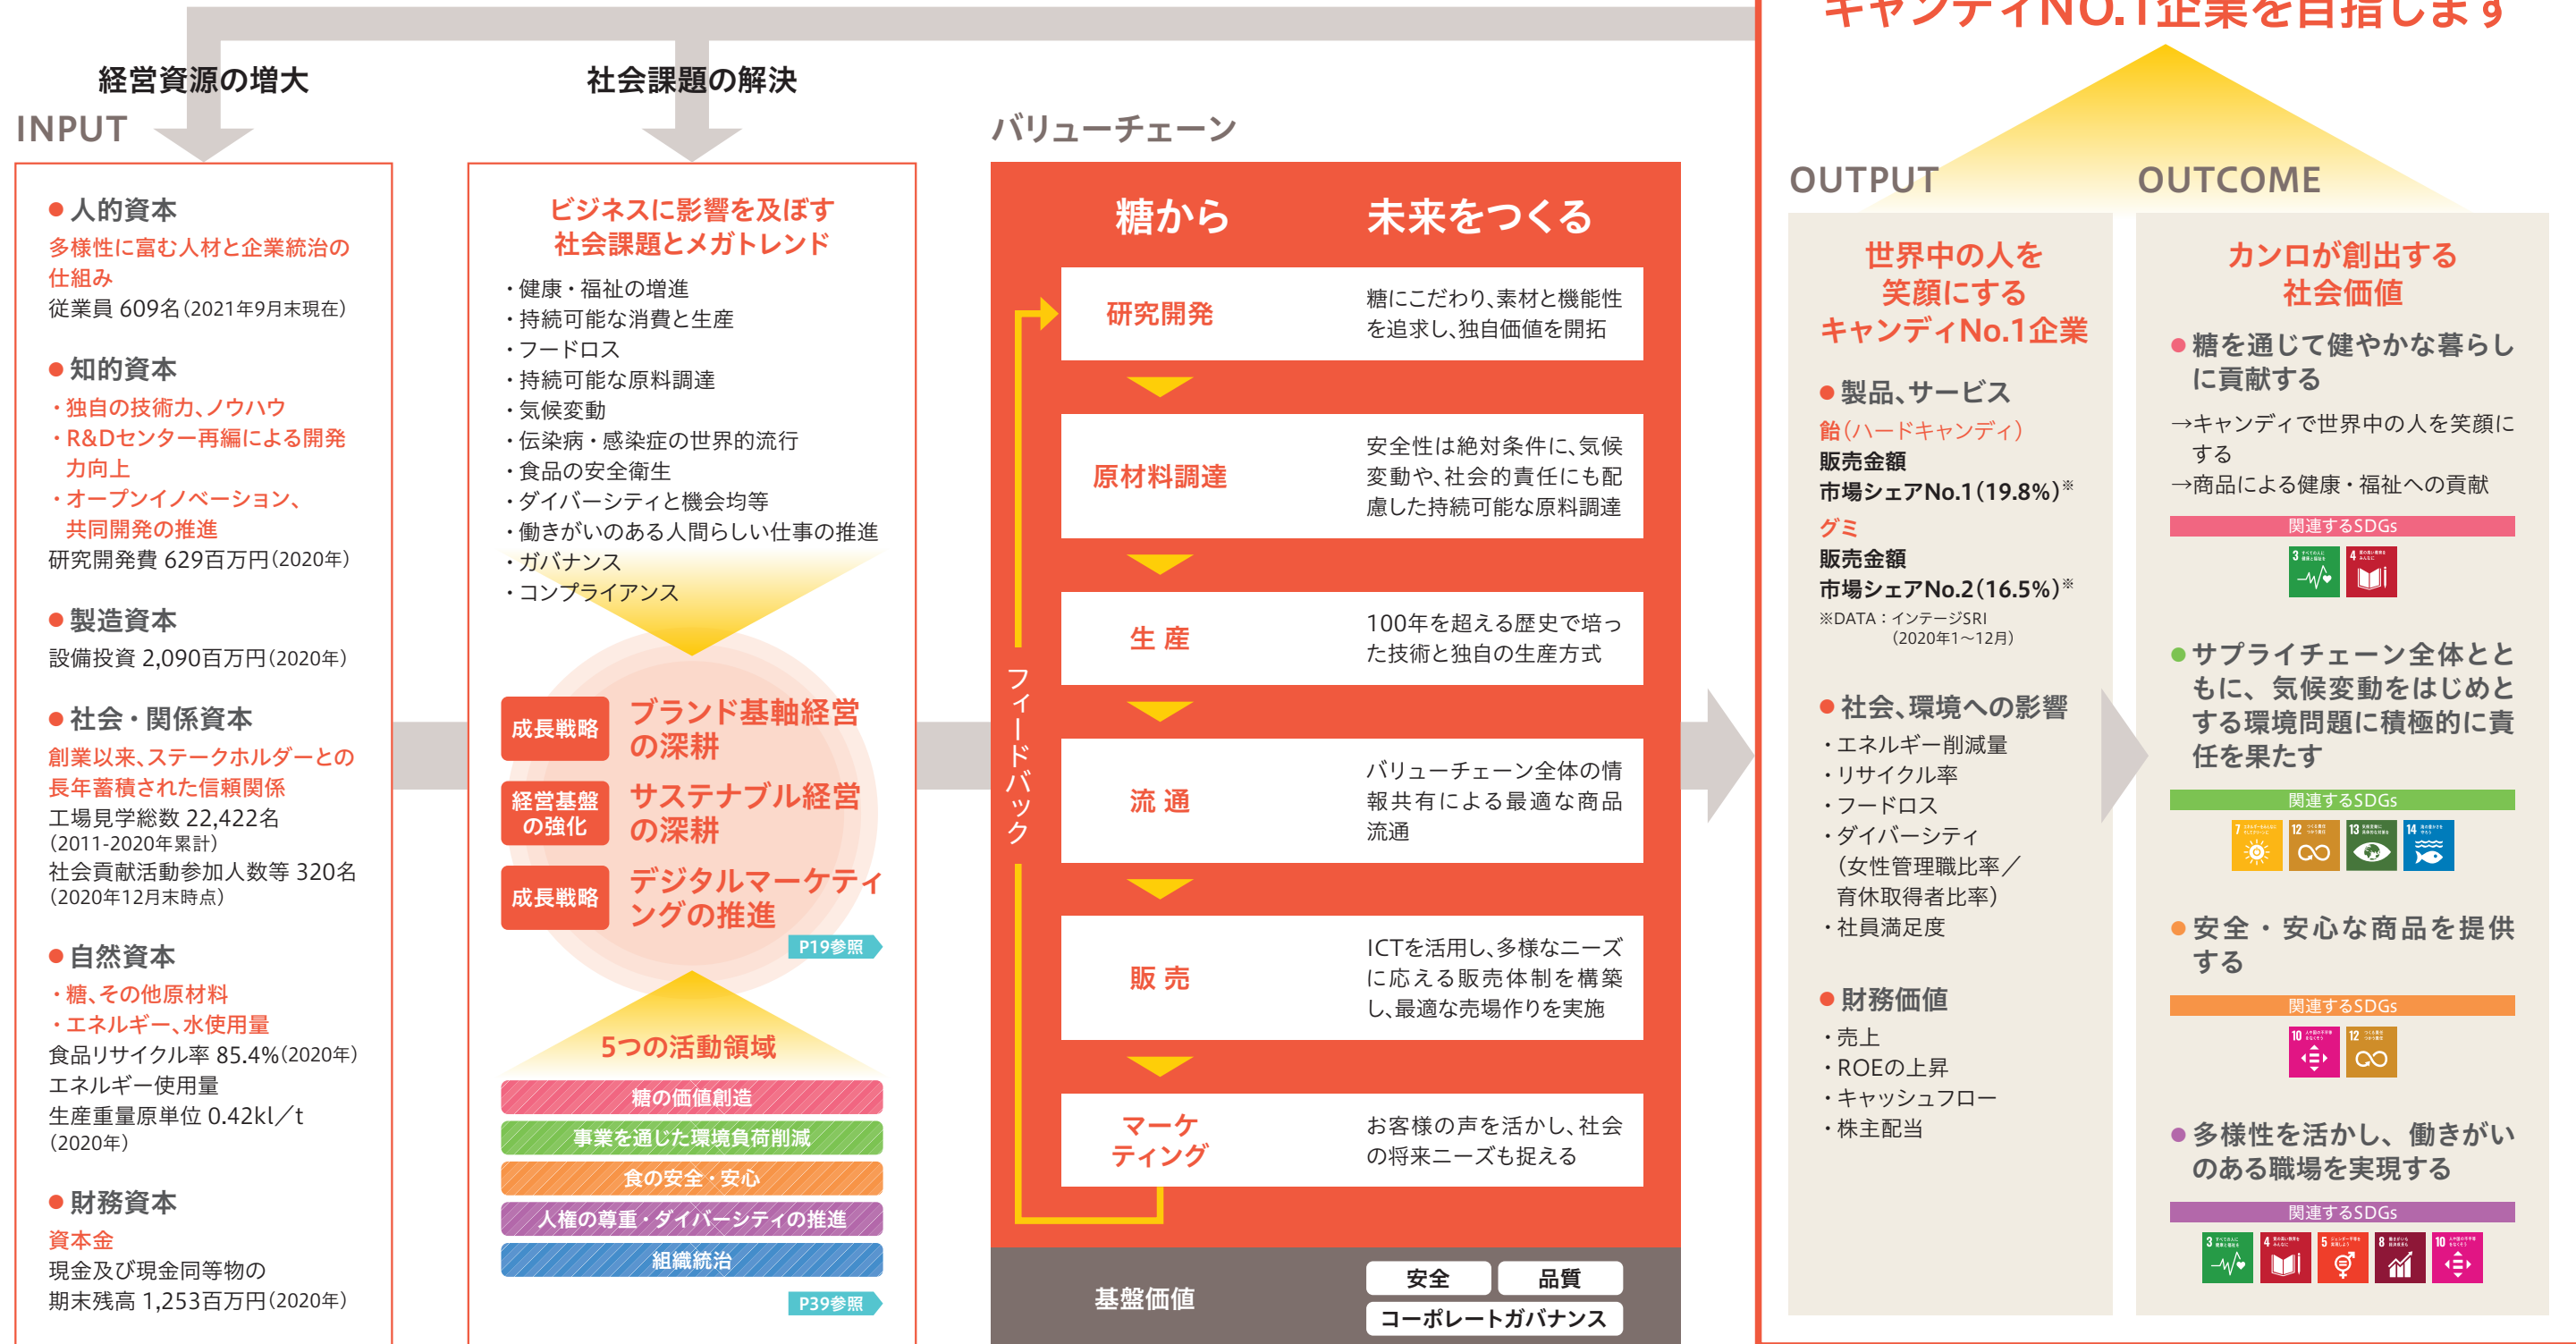 キャンディNO.1企業を目指します
経営資源の増大
社会課題の解決
INPUT
● 人的資本
多様性に富む人材と企業統治の
仕組み
従業員 609名(2021年9月末現在)
● 知的資本
・独自の技術力、ノウハウ
・R&Dセンター再編による開発
力向上
・オープンイノベーション、
共同開発の推進
研究開発費 629百万円(2020年)
● 製造資本
設備投資 2,090百万円(2020年)
● 社会・関係資本
創業以来、ステークホルダーとの
長年蓄積された信頼関係
工場見学総数 22,422名
(2011-2020年累計)
社会貢献活動参加人数等 320名
(2020年12月末時点)
● 自然資本
・糖、その他原材料
・エネルギー、水使用量
食品リサイクル率 85.4%(2020年)
エネルギー使用量
生産重量原単位 0.42kl／t
(2020年)
● 財務資本
資本金
現金及び現金同等物の
期末残高 1,253百万円(2020年)
ビジネスに影響を及ぼす
社会課題とメガトレンド
・健康・福祉の増進
・持続可能な消費と生産
・フードロス
・持続可能な原料調達
・気候変動
・伝染病・感染症の世界的流行
・食品の安全衛生
・ダイバーシティと機会均等
・働きがいのある人間らしい仕事の推進
・ガバナンス
・コンプライアンス
成長戦略
ブランド基軸経営
の深耕
経営基盤
の強化
サステナブル経営
の深耕
成長戦略
デジタルマーケティ
ングの推進
P19参照
5つの活動領域
糖の価値創造
事業を通じた環境負荷削減
食の安全・安心
人権の尊重・ダイバーシティの推進
組織統治
P39参照
バリューチェーン
糖から 未来をつくる
研究開発
糖にこだわり、素材と機能性
を追求し、独自価値を開拓
原材料調達
安全性は絶対条件に、気候
変動や、社会的責任にも配
慮した持続可能な原料調達
生 産
100年を超える歴史で培っ
た技術と独自の生産方式
流 通
バリューチェーン全体の情
報共有による最適な商品
流通
販 売
ICTを活用し、多様なニーズ
に応える販売体制を構築
し、最適な売場作りを実施
マーケ
ティング
お客様の声を活かし、社会
の将来ニーズも捉える
フィードバック
基盤価値
安全
品質
コーポレートガバナンス
OUTPUT
世界中の人を
笑顔にする
キャンディNo.1企業
● 製品、サービス
飴(ハードキャンディ)
販売金額
市場シェアNo.1(19.8%)※
グミ
販売金額
市場シェアNo.2(16.5%)※
※DATA：インテージSRI
(2020年1〜12月)
● 社会、環境への影響
・エネルギー削減量
・リサイクル率
・フードロス
・ダイバーシティ
(女性管理職比率／
育休取得者比率)
・社員満足度
● 財務価値
・売上
・ROEの上昇
・キャッシュフロー
・株主配当
OUTCOME
カンロが創出する
社会価値
● 糖を通じて健やかな暮らし
に貢献する
→キャンディで世界中の人を笑顔に
する
→商品による健康・福祉への貢献
関連するSDGs
3
4
● サプライチェーン全体とと
もに、気候変動をはじめと
する環境問題に積極的に責
任を果たす
関連するSDGs
7
12
13
14
● 安全・安心な商品を提供
する
関連するSDGs
10
12
● 多様性を活かし、働きがい
のある職場を実現する
関連するSDGs
3
4
5
8
10